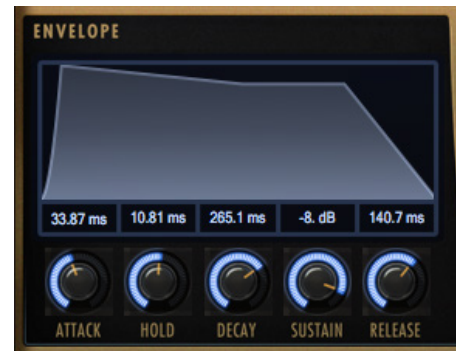 ENVELOPE
33.87 ms 10.81 ms 265.1 ms -8. dB 140.7 ms
ATTACK HOLD DECAY SUSTAIN RELEASE